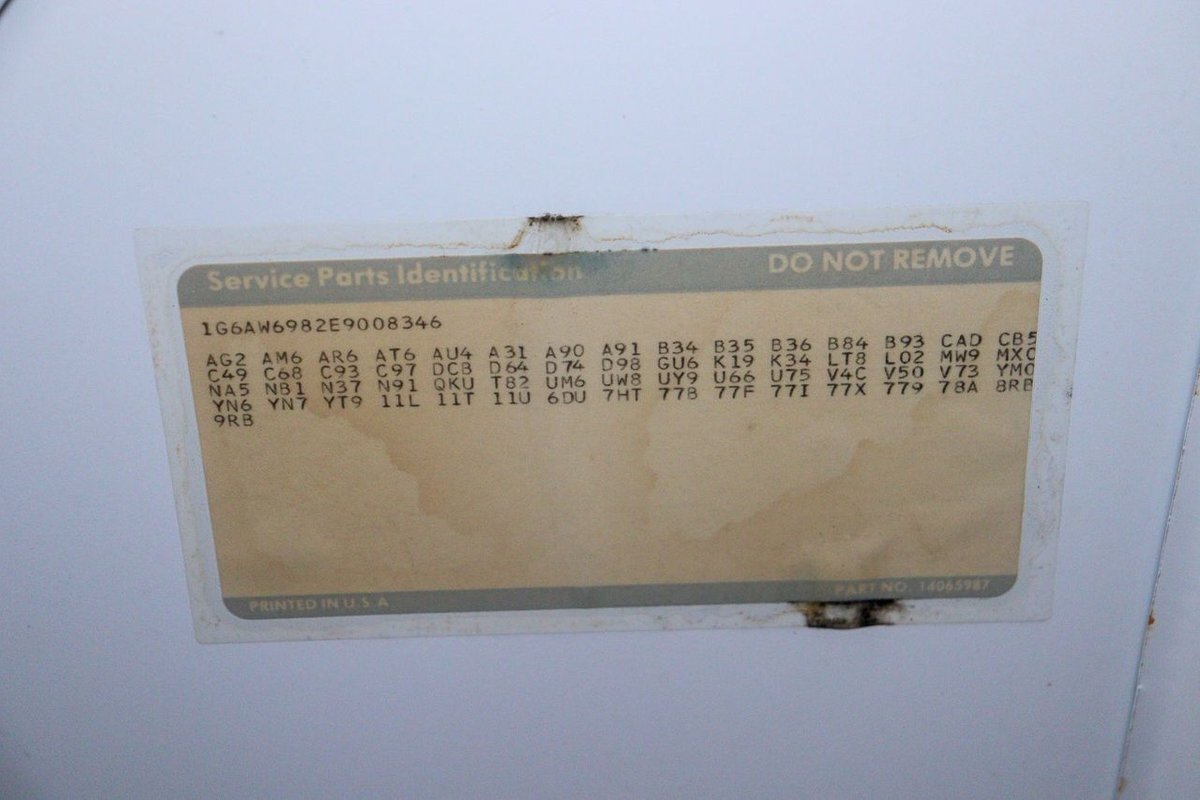 Service Parts Identification DO NOT REMOVE
1G6AW6982E9008346
AG2 AM6 AR6 AT6 AU4 A31 A90 A91 B34 B35 B36 B84 B93 CAD CB5
C49 C68 C93 C97 DCB D64 D74 D98 GU6 K19 K34 LT8 L02 MW9 MXC
NA5 NB1 N37 N91 QKU T82 UM6 UW8 UY9 U66 U75 V4C V50 V73 YMC
YN6 YN7 YT9 11L 11T 11U 6DU 7HT 77B 77F 77I 77X 779 78A 8RB
9RB
PRINTED IN U.S.A PART NO. 14065987